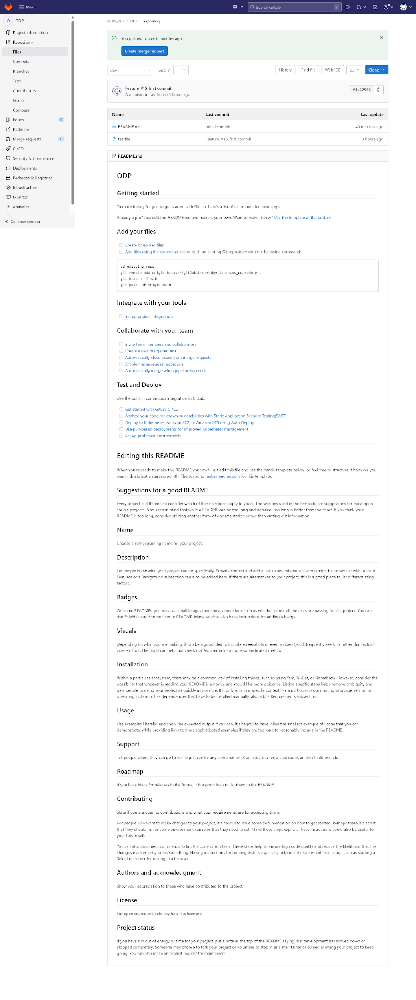 Menu
Search GitLab
/
O ODP
Project information
Repository
Files
Commits
Branches
Tags
Contributors
Graph
Compare
Issues 0
Redmine
Merge requests 0
CI/CD
Security & Compliance
Deployments
Packages & Registries
Infrastructure
Monitor
Analytics
Collapse sidebar
NCBS_ODP > ODP > Repository
You pushed to dev 6 minutes ago
Create merge request
dev
odp /
History
Find file
Web IDE
Clone
Feature_#15_first commit
Administrator authored 3 hours ago
f3d42566
Name Last commit Last update
README.md Initial commit 40 minutes ago
testfile Feature_#15_first commit 3 hours ago
README.md
ODP
Getting started
To make it easy for you to get started with GitLab, here's a list of recommended next steps.
Already a pro? Just edit this README.md and make it your own. Want to make it easy? Use the template at the bottom!
Add your files
Create or upload files
Add files using the command line or push an existing Git repository with the following command:
cd existing_repo
git remote add origin https://gitlab.brobridge.lab/ncbs_odp/odp.git
git branch -M main
git push -uf origin main
Integrate with your tools
Set up project integrations
Collaborate with your team
Invite team members and collaborators
Create a new merge request
Automatically close issues from merge requests
Enable merge request approvals
Automatically merge when pipeline succeeds
Test and Deploy
Use the built-in continuous integration in GitLab.
Get started with GitLab CI/CD
Analyze your code for known vulnerabilities with Static Application Security Testing(SAST)
Deploy to Kubernetes, Amazon EC2, or Amazon ECS using Auto Deploy
Use pull-based deployments for improved Kubernetes management
Set up protected environments
Editing this README
When you're ready to make this README your own, just edit this file and use the handy template below (or feel free to structure it however you
want - this is just a starting point!). Thank you to makeareadme.com for this template.
Suggestions for a good README
Every project is different, so consider which of these sections apply to yours. The sections used in the template are suggestions for most open
source projects. Also keep in mind that while a README can be too long and detailed, too long is better than too short. If you think your
README is too long, consider utilizing another form of documentation rather than cutting out information.
Name
Choose a self-explaining name for your project.
Description
Let people know what your project can do specifically. Provide context and add a link to any reference visitors might be unfamiliar with. A list of
Features or a Background subsection can also be added here. If there are alternatives to your project, this is a good place to list differentiating
factors.
Badges
On some READMEs, you may see small images that convey metadata, such as whether or not all the tests are passing for the project. You can
use Shields to add some to your README. Many services also have instructions for adding a badge.
Visuals
Depending on what you are making, it can be a good idea to include screenshots or even a video (you'll frequently see GIFs rather than actual
videos). Tools like ttygif can help, but check out Asciinema for a more sophisticated method.
Installation
Within a particular ecosystem, there may be a common way of installing things, such as using Yarn, NuGet, or Homebrew. However, consider the
possibility that whoever is reading your README is a novice and would like more guidance. Listing specific steps helps remove ambiguity and
gets people to using your project as quickly as possible. If it only runs in a specific context like a particular programming language version or
operating system or has dependencies that have to be installed manually, also add a Requirements subsection.
Usage
Use examples liberally, and show the expected output if you can. It's helpful to have inline the smallest example of usage that you can
demonstrate, while providing links to more sophisticated examples if they are too long to reasonably include in the README.
Support
Tell people where they can go to for help. It can be any combination of an issue tracker, a chat room, an email address, etc.
Roadmap
If you have ideas for releases in the future, it is a good idea to list them in the README.
Contributing
State if you are open to contributions and what your requirements are for accepting them.
For people who want to make changes to your project, it's helpful to have some documentation on how to get started. Perhaps there is a script
that they should run or some environment variables that they need to set. Make these steps explicit. These instructions could also be useful to
your future self.
You can also document commands to lint the code or run tests. These steps help to ensure high code quality and reduce the likelihood that the
changes inadvertently break something. Having instructions for running tests is especially helpful if it requires external setup, such as starting a
Selenium server for testing in a browser.
Authors and acknowledgment
Show your appreciation to those who have contributed to the project.
License
For open source projects, say how it is licensed.
Project status
If you have run out of energy or time for your project, put a note at the top of the README saying that development has slowed down or
stopped completely. Someone may choose to fork your project or volunteer to step in as a maintainer or owner, allowing your project to keep
going. You can also make an explicit request for maintainers.